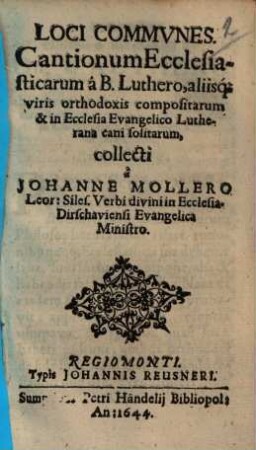 LOCI COMMVNES.
Cantionum Ecclesia-
sticarum á B. Luthero, aliisq;
viris orthodoxis compositarum
& in Ecclesia Evangelico Luthe-
rana cani solitarum,
collecti
à
JOHANNE MOLLERO
Leor: Siles. Verbi divini in Ecclesia
Dirschaviensi Evangelica
Ministro.
REGIOMONTI.
Typis JOHANNIS REUSNERI.
Petri Händelij Bibliopol:
An: 1644.